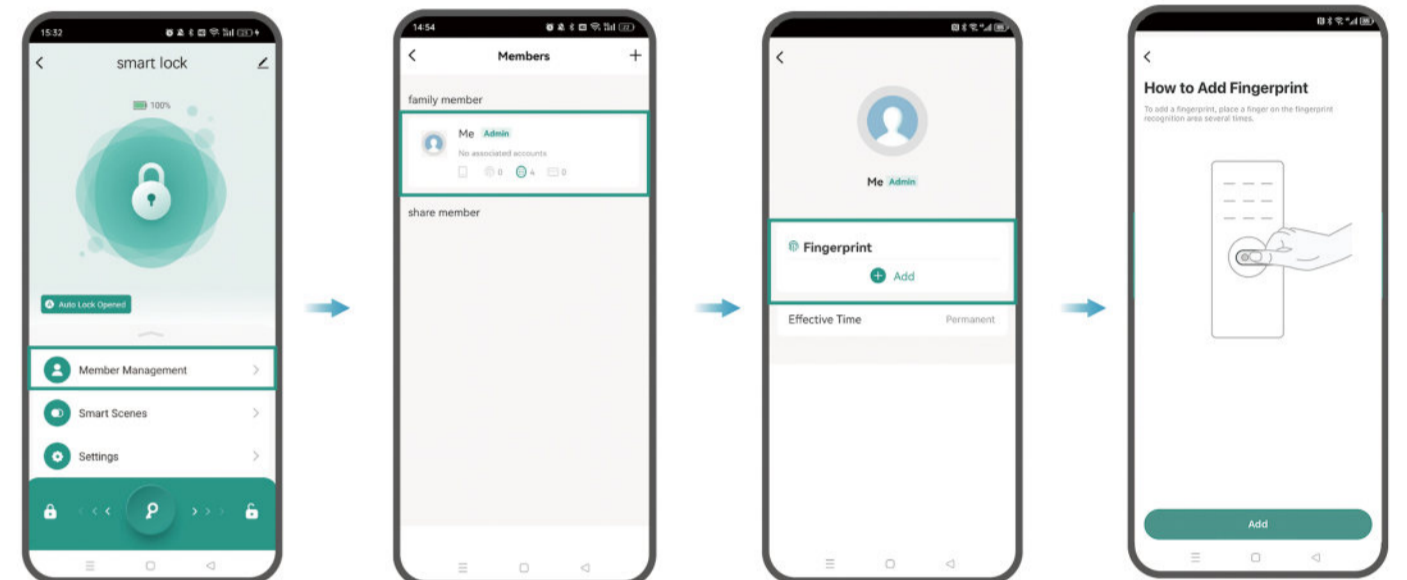 15:32
smart lock
100%
Auto Lock Opened
Member Management
Smart Scenes
Settings
14:54
Members
family member
Me Admin
No associated accounts
0 4 0
share member
Me Admin
Fingerprint
Add
Effective Time Permanent
How to Add Fingerprint
To add a fingerprint, place a finger on the fingerprint
recognition area several times.
Add